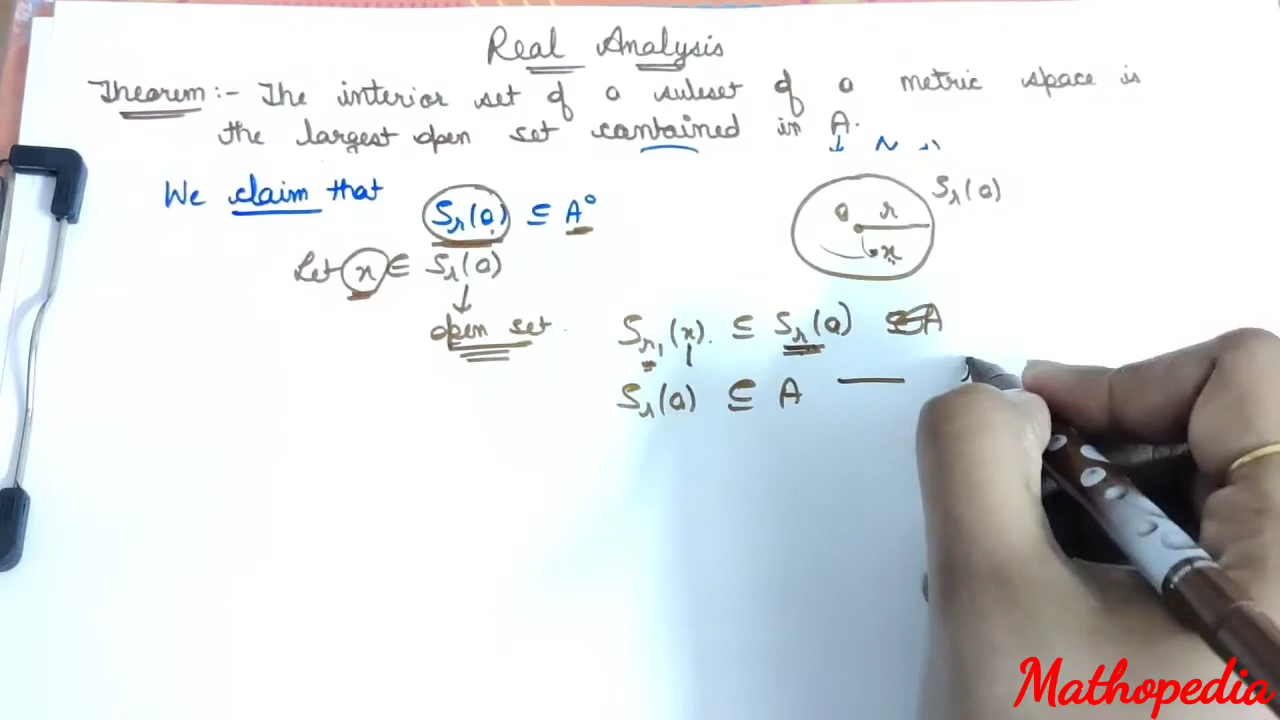 Real Analysis
Theorem:- The interior set of a subset of a metric space is
the largest open set contained in A.
We claim that
Sr(a) ⊆ A°
Sr(a)
a r
x
Let x ∈ Sr(a)
↓
open set.
Sr₁(x) ⊆ Sr(a) ⊆ A
Sr(a) ⊆ A —
Mathopedia